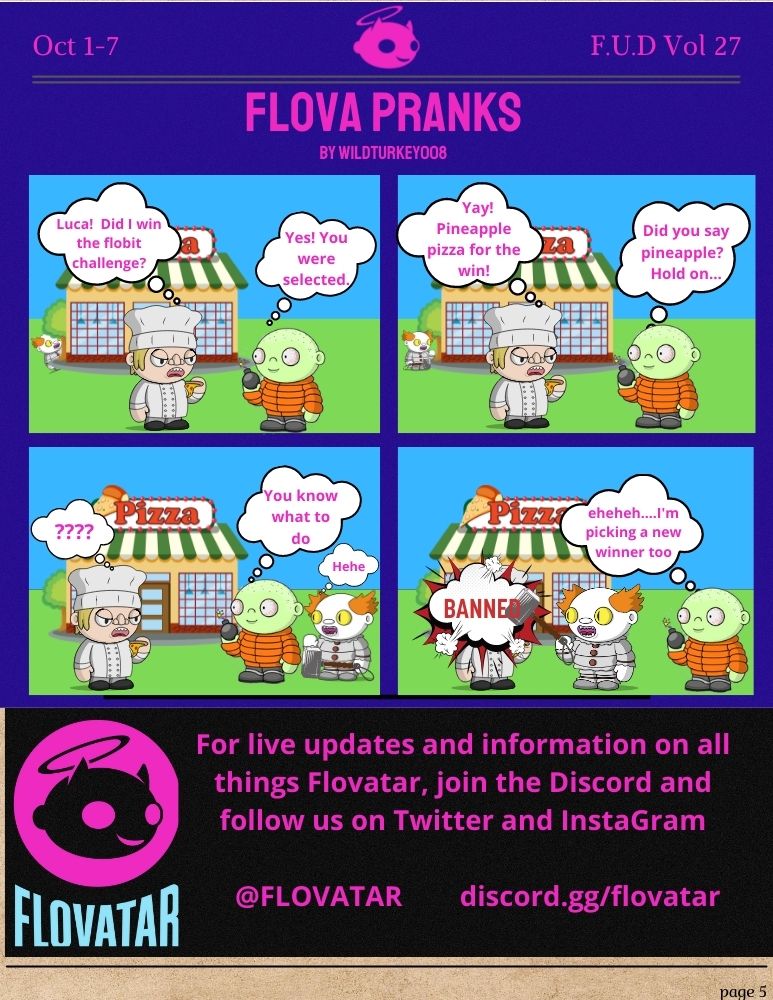 Oct 1-7
F.U.D Vol 27
FLOVA PRANKS
BY WILDTURKEY008
Luca! Did I win
the flobit
challenge?
Yes! You
were
selected.
a
Yay!
Pineapple
pizza for the
win!
Did you say
pineapple?
Hold on...
zza
????
Pizza
You know
what to
do
Hehe
Pizza
eheheh....I'm
picking a new
winner too
BANNED
For live updates and information on all
things Flovatar, join the Discord and
follow us on Twitter and InstaGram
@FLOVATAR
discord.gg/flovatar
FLOVATAR
page 5